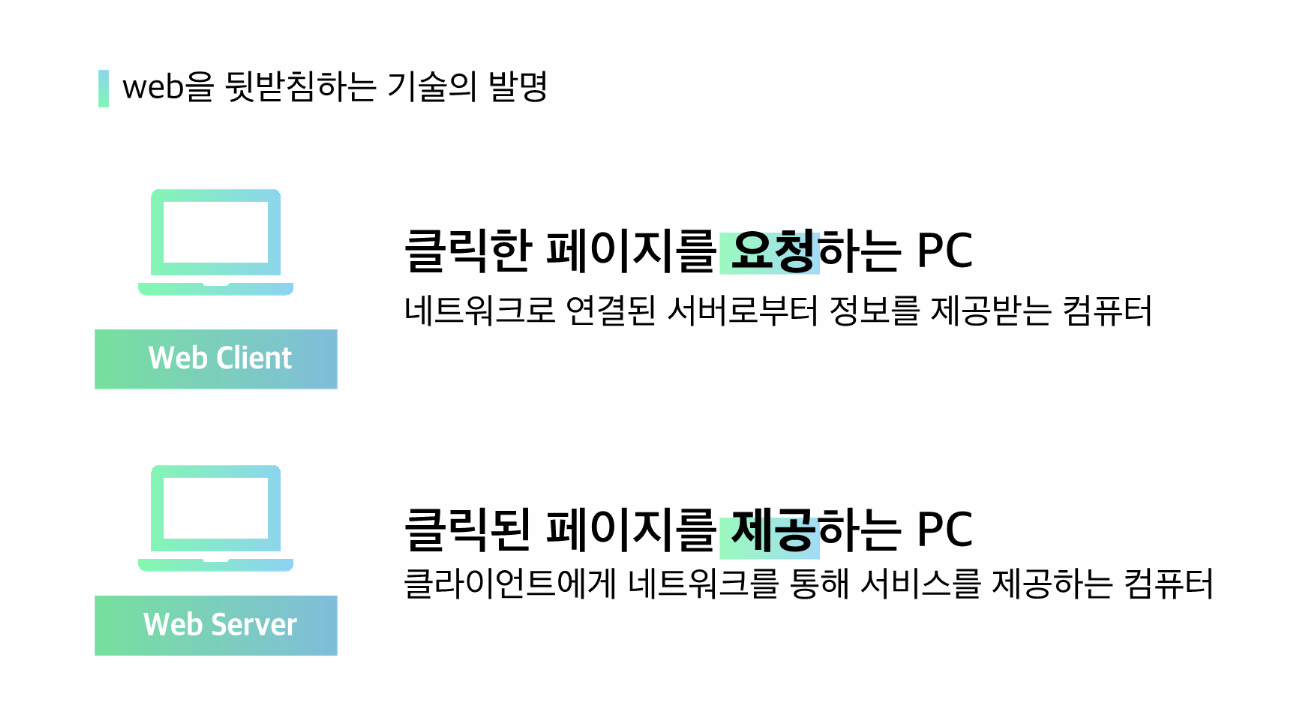 web을 뒷받침하는 기술의 발명
클릭한 페이지를 요청하는 PC
네트워크로 연결된 서버로부터 정보를 제공받는 컴퓨터
Web Client
클릭된 페이지를 제공하는 PC
클라이언트에게 네트워크를 통해 서비스를 제공하는 컴퓨터
Web Server